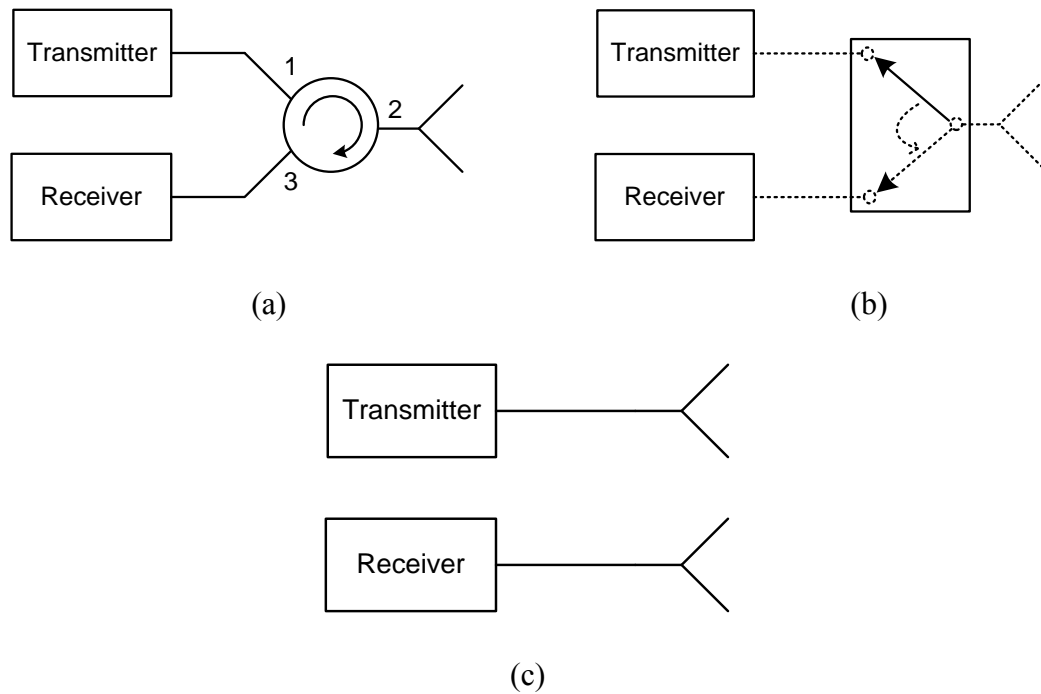 Transmitter
1
2
Receiver
3
(a)
Transmitter
Receiver
(b)
Transmitter
Receiver
(c)